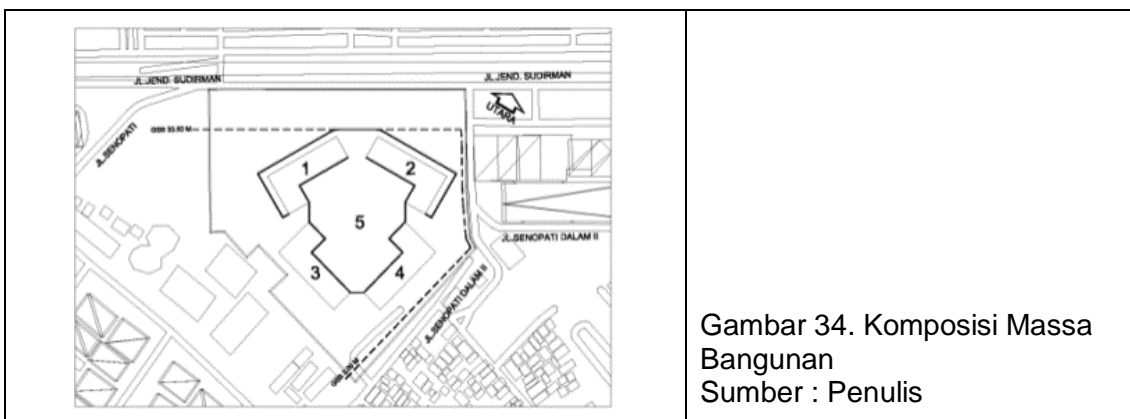 JL.JEND. SUDIRMAN
JL.JEND. SUDIRMAN
UTARA
JL.SENOPATI
1
2
5
3
4
JL.SENOPATI DALAM II
JL.SENOPATI DALAM II
Gambar 34. Komposisi Massa
Bangunan
Sumber : Penulis